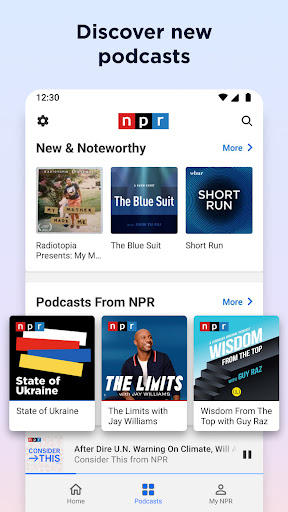 Discover new
podcasts
12:30
npr
New & Noteworthy
More
RADIOTOPIA PRESENTS:
MY
MOTHER
MADE
ME
The Blue Suit
wbur
SHORT
RUN
Radiotopia
Presents: My M...
The Blue Suit
Short Run
Podcasts From NPR
More
npr
State of
Ukraine
npr
THE LIMITS
with JAY WILLIAMS
npr
WISDOM
FROM THE TOP
WITH GUY RAZ
State of Ukraine
The Limits with
Jay Williams
Wisdom From The
Top with Guy Raz
npr
CONSIDER
THIS
After Dire U.N. Warning On Climate, Will A
Consider This from NPR
Home
Podcasts
My NPR